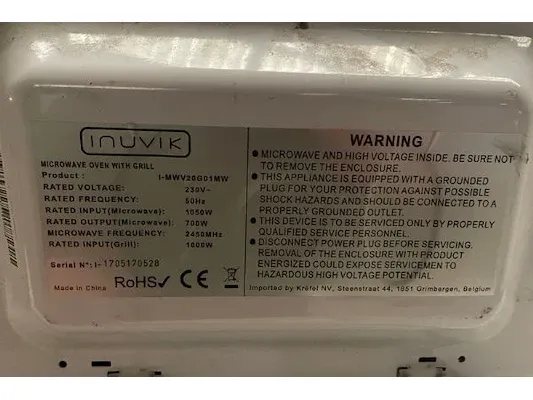 INUVIK
MICROWAVE OVEN WITH GRILL
Product : I-MWV20G01MW
RATED VOLTAGE: 230V~
RATED FREQUENCY: 50Hz
RATED INPUT(Microwave): 1050W
RATED OUTPUT(Microwave): 700W
MICROWAVE FREQUENCY: 2450MHz
RATED INPUT(Grill): 1000W
Serial N°: I- 1705170528
Made in China RoHS✓ CE
WARNING
● MICROWAVE AND HIGH VOLTAGE INSIDE. BE SURE NOT
TO REMOVE THE ENCLOSURE.
● THIS APPLIANCE IS EQUIPPED WITH A GROUNDED
PLUG FOR YOUR PROTECTION AGAINST POSSIBLE
SHOCK HAZARDS AND SHOULD BE CONNECTED TO A
PROPERLY GROUNDED OUTLET.
● THIS DEVICE IS TO BE SERVICED ONLY BY PROPERLY
QUALIFIED SERVICE PERSONNEL.
● DISCONNECT POWER PLUG BEFORE SERVICING.
REMOVAL OF THE ENCLOSURE WITH PRODUCT
ENERGIZED COULD EXPOSE SERVICEMEN TO
HAZARDOUS HIGH VOLTAGE POTENTIAL.
Imported by Krëfel NV, Steenstraat 44, 1851 Grimbergen, Belgium